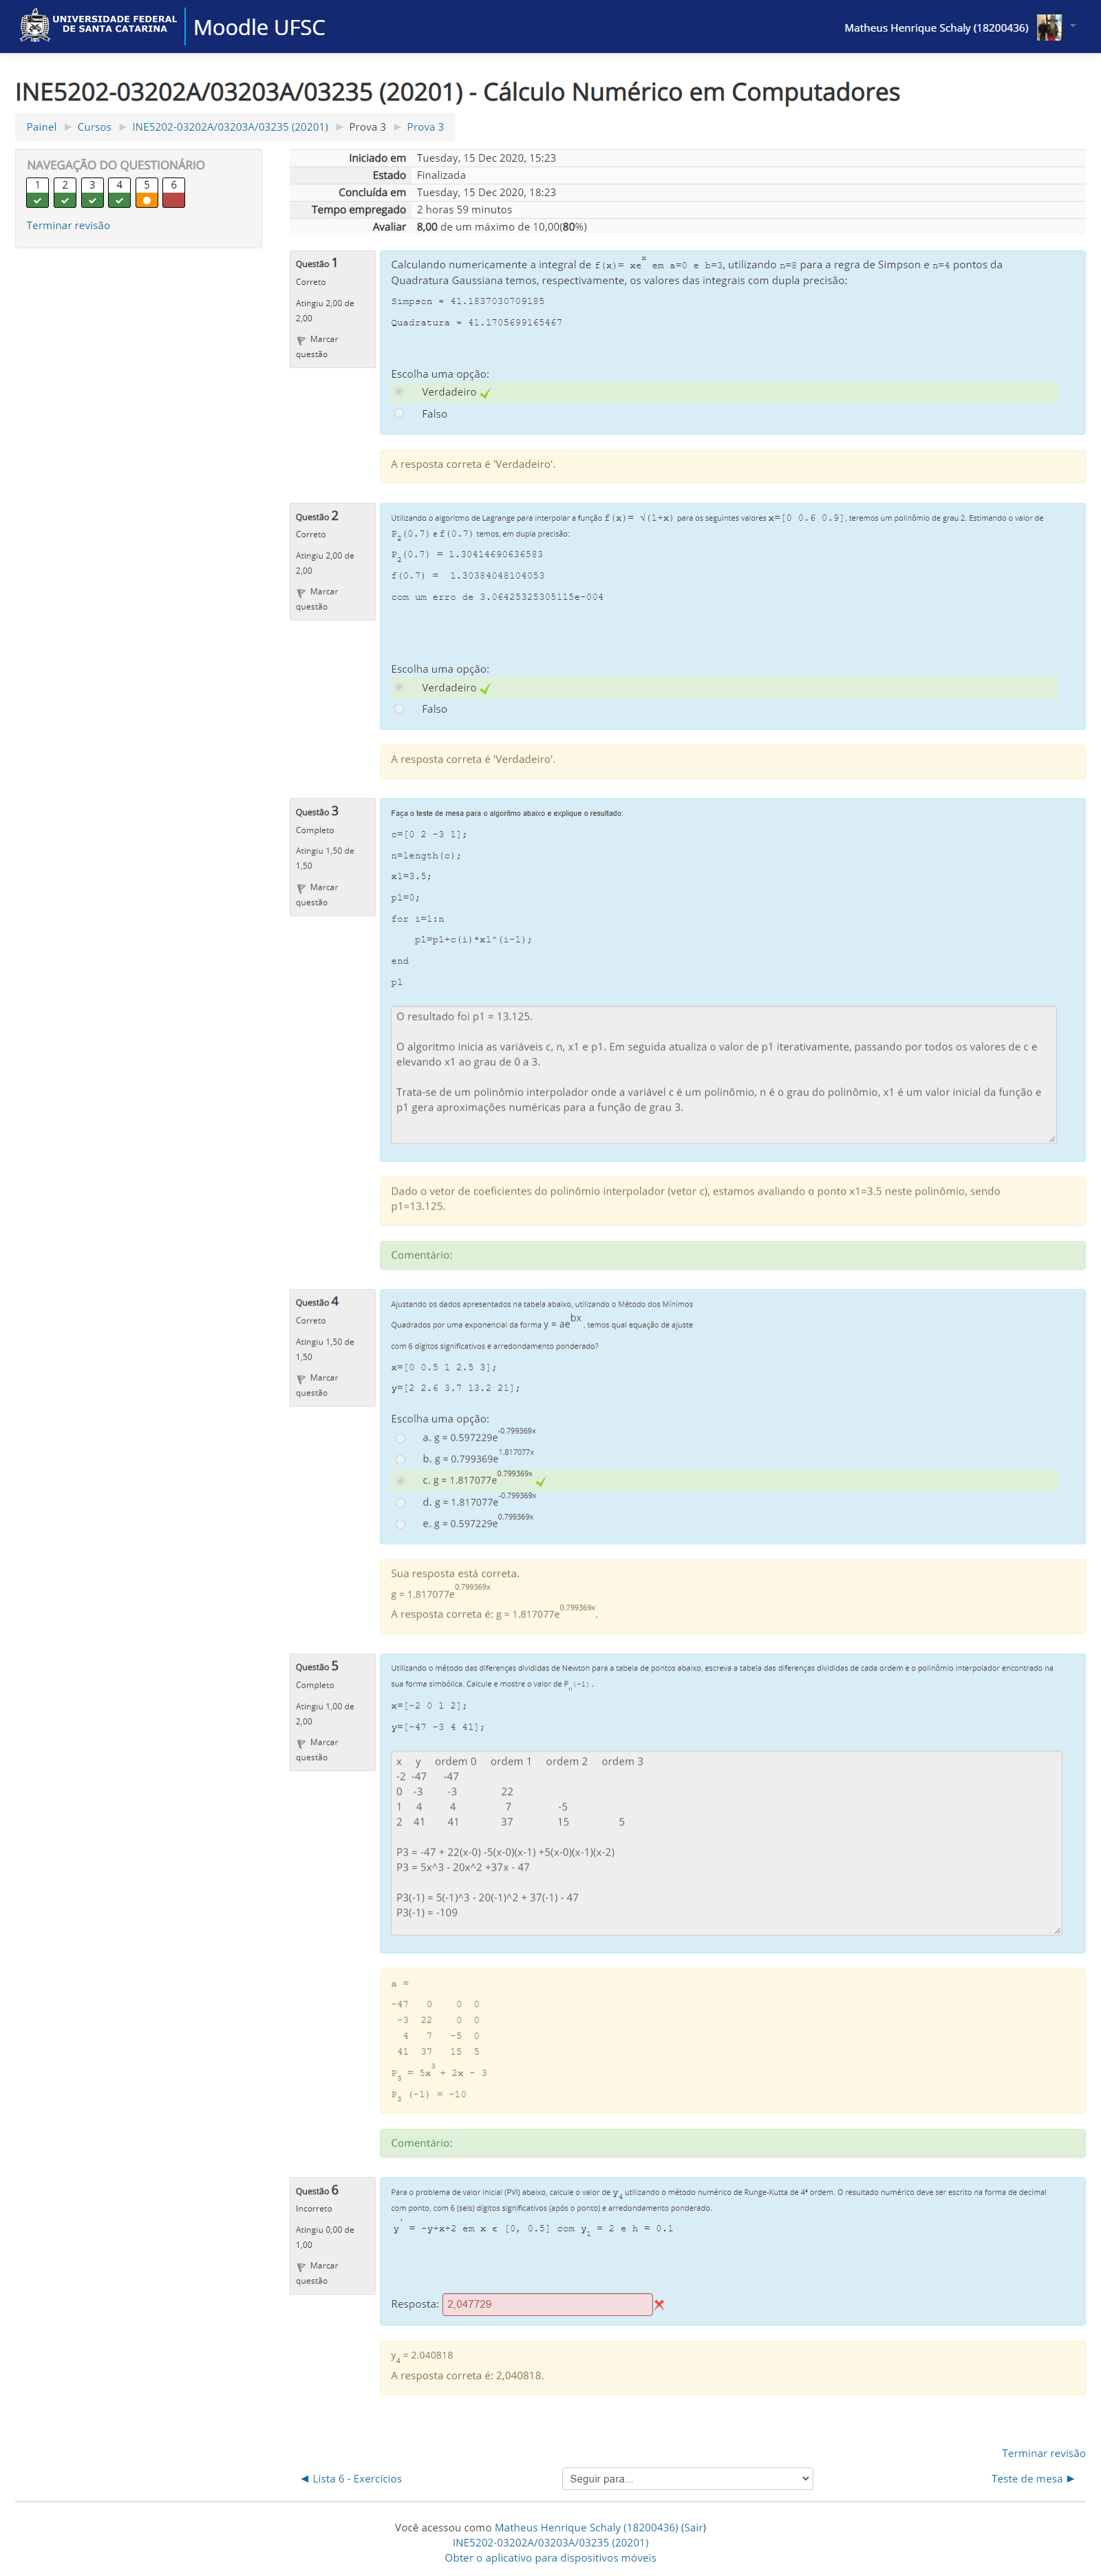 UNIVERSIDADE FEDERAL
DE SANTA CATARINA
Moodle UFSC
Matheus Henrique Schaly (18200436)
INE5202-03202A/03203A/03235 (20201) - Cálculo Numérico em Computadores
Painel ► Cursos ► INE5202-03202A/03203A/03235 (20201) ► Prova 3 ► Prova 3
NAVEGAÇÃO DO QUESTIONÁRIO
1 2 3 4 5 6
Terminar revisão
Iniciado em Tuesday, 15 Dec 2020, 15:23
Estado Finalizada
Concluída em Tuesday, 15 Dec 2020, 18:23
Tempo empregado 2 horas 59 minutos
Avaliar 8,00 de um máximo de 10,00(80%)
Questão 1
Correto
Atingiu 2,00 de
2,00
Marcar
questão
Calculando numericamente a integral de f(x)= xe^x em a=0 e b=3, utilizando n=8 para a regra de Simpson e n=4 pontos da
Quadratura Gaussiana temos, respectivamente, os valores das integrais com dupla precisão:
Simpson ≈ 41.1837030709185
Quadratura ≈ 41.1705699165467
Escolha uma opção:
Verdadeiro
Falso
A resposta correta é 'Verdadeiro'.
Questão 2
Correto
Atingiu 2,00 de
2,00
Marcar
questão
Utilizando o algoritmo de Lagrange para interpolar a função f(x)= √(1+x) para os seguintes valores x=[0 0.6 0.9], teremos um polinômio de grau 2. Estimando o valor de
P2(0.7) e f(0.7) temos, em dupla precisão:
P2(0.7) = 1.30414690636583
f(0.7) = 1.30384048104053
com um erro de 3.06425325305115e-004
Escolha uma opção:
Verdadeiro
Falso
A resposta correta é 'Verdadeiro'.
Questão 3
Completo
Atingiu 1,50 de
1,50
Marcar
questão
Faça o teste de mesa para o algoritmo abaixo e explique o resultado:
c=[0 2 -3 1];
n=length(c);
x1=3.5;
p1=0;
for i=1:n
p1=p1+c(i)*x1^(i-1);
end
p1
O resultado foi p1 = 13.125.
O algoritmo inicia as variáveis c, n, x1 e p1. Em seguida atualiza o valor de p1 iterativamente, passando por todos os valores de c e
elevando x1 ao grau de 0 a 3.
Trata-se de um polinômio interpolador onde a variável c é um polinômio, n é o grau do polinômio, x1 é um valor inicial da função e
p1 gera aproximações numéricas para a função de grau 3.
Dado o vetor de coeficientes do polinômio interpolador (vetor c), estamos avaliando o ponto x1=3.5 neste polinômio, sendo
p1=13.125.
Comentário:
Questão 4
Correto
Atingiu 1,50 de
1,50
Marcar
questão
Ajustando os dados apresentados na tabela abaixo, utilizando o Método dos Mínimos
Quadrados por uma exponencial da forma y = ae^bx , temos qual equação de ajuste
com 6 dígitos significativos e arredondamento ponderado?
x=[0 0.5 1 2.5 3];
y=[2 2.6 3.7 13.2 21];
Escolha uma opção:
a. g = 0.597229e^-0.799369x
b. g = 0.799369e^1.817077x
c. g = 1.817077e^0.799369x
d. g = 1.817077e^-0.799369x
e. g = 0.597229e^0.799369x
Sua resposta está correta.
g = 1.817077e^0.799369x
A resposta correta é: g = 1.817077e^0.799369x.
Questão 5
Completo
Atingiu 1,00 de
2,00
Marcar
questão
Utilizando o método das diferenças divididas de Newton para a tabela de pontos abaixo, escreva a tabela das diferenças divididas de cada ordem e o polinômio interpolador encontrado na
sua forma simbólica. Calcule e mostre o valor de Pn(-1).
x=[-2 0 1 2];
y=[-47 -3 4 41];
x y ordem 0 ordem 1 ordem 2 ordem 3
-2 -47 -47
0 -3 -3 22
1 4 4 7 -5
2 41 41 37 15 5
P3 = -47 + 22(x-0) -5(x-0)(x-1) +5(x-0)(x-1)(x-2)
P3 = 5x^3 - 20x^2 +37x - 47
P3(-1) = 5(-1)^3 - 20(-1)^2 + 37(-1) - 47
P3(-1) = -109
a =
-47 0 0 0
-3 22 0 0
4 7 -5 0
41 37 15 5
P3 = 5x^3 + 2x - 3
P3 (-1) = -10
Comentário:
Questão 6
Incorreto
Atingiu 0,00 de
1,00
Marcar
questão
Para o problema de valor inicial (PVI) abaixo, calcule o valor de y4 utilizando o método numérico de Runge-Kutta de 4ª ordem. O resultado numérico deve ser escrito na forma de decimal
com ponto, com 6 (seis) dígitos significativos (após o ponto) e arredondamento ponderado.
y' = -y+x+2 em x ϵ [0, 0.5] com y1 = 2 e h = 0.1
Resposta: 2,047729
y4 = 2.040818
A resposta correta é: 2,040818.
Terminar revisão
◄ Lista 6 - Exercícios
Seguir para...
Teste de mesa ►
Você acessou como Matheus Henrique Schaly (18200436) (Sair)
INE5202-03202A/03203A/03235 (20201)
Obter o aplicativo para dispositivos móveis